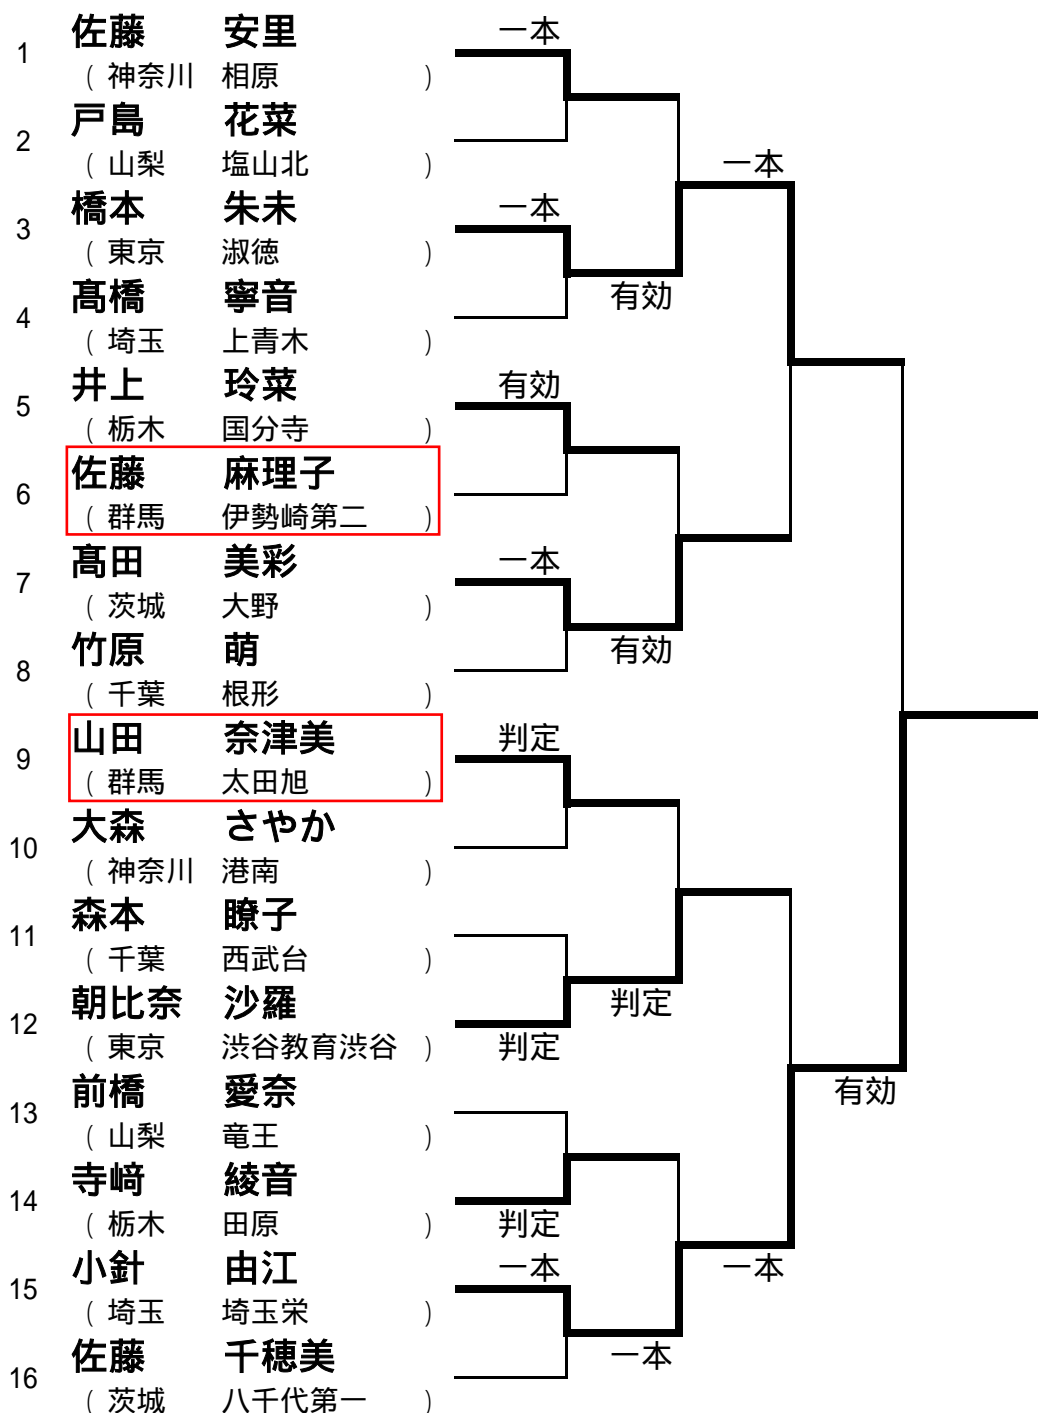 1 佐藤 安里 一本
( 神奈川 相原 )
2 戸島 花菜
( 山梨 塩山北 )
一本
3 橋本 朱未 一本
( 東京 淑徳 )
4 髙橋 寧音 有効
( 埼玉 上青木 )
5 井上 玲菜 有効
( 栃木 国分寺 )
6 佐藤 麻理子
( 群馬 伊勢崎第二 )
7 髙田 美彩 一本
( 茨城 大野 )
8 竹原 萌 有効
( 千葉 根形 )
9 山田 奈津美 判定
( 群馬 太田旭 )
10 大森 さやか
( 神奈川 港南 )
11 森本 瞭子
( 千葉 西武台 )
12 朝比奈 沙羅 判定
( 東京 渋谷教育渋谷 ) 判定
13 前橋 愛奈 有効
( 山梨 竜王 )
14 寺﨑 綾音
( 栃木 田原 ) 判定
15 小針 由江 一本 一本
( 埼玉 埼玉栄 )
16 佐藤 千穂美 一本
( 茨城 八千代第一 )